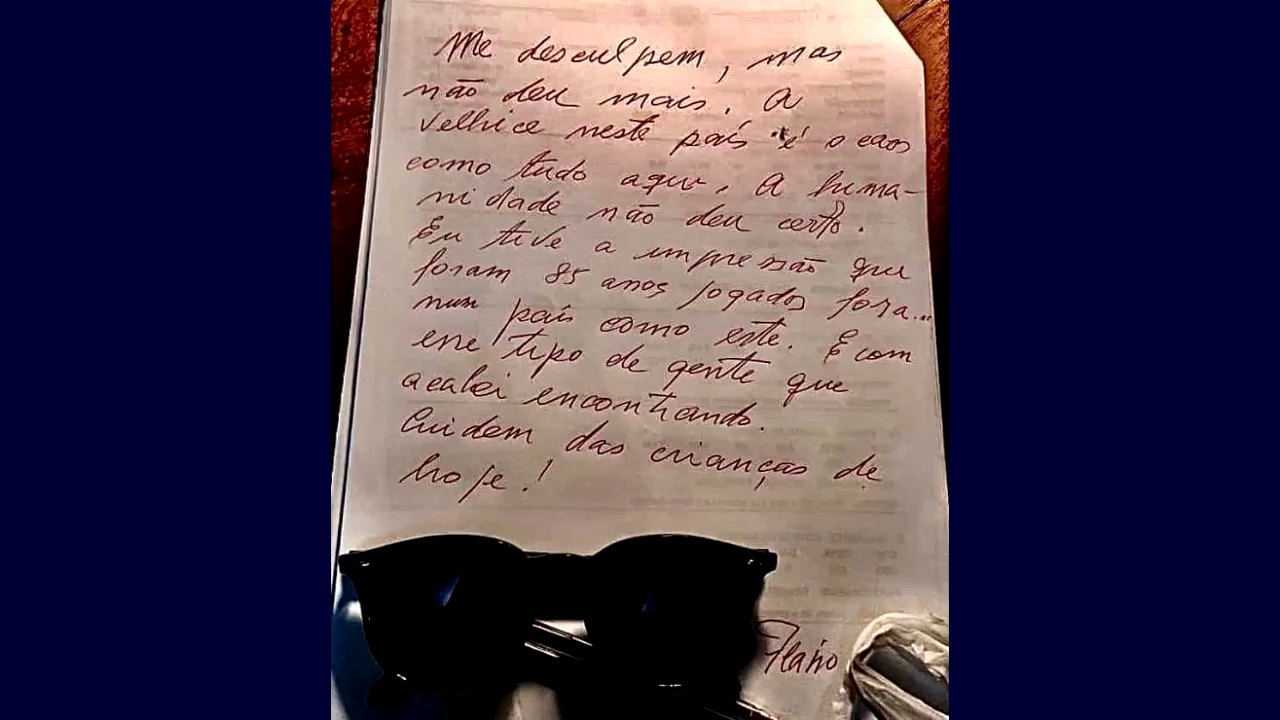 Me desculpem, mas
não deu mais. A
velhice neste país é o caos
como tudo aqui. A huma-
nidade não deu certo.
Eu tive a impressão que
foram 85 anos jogados fora...
num país como este. E com
esse tipo de gente que
acabei encontrando.
Cuidem das crianças de
hoje!
Flávio